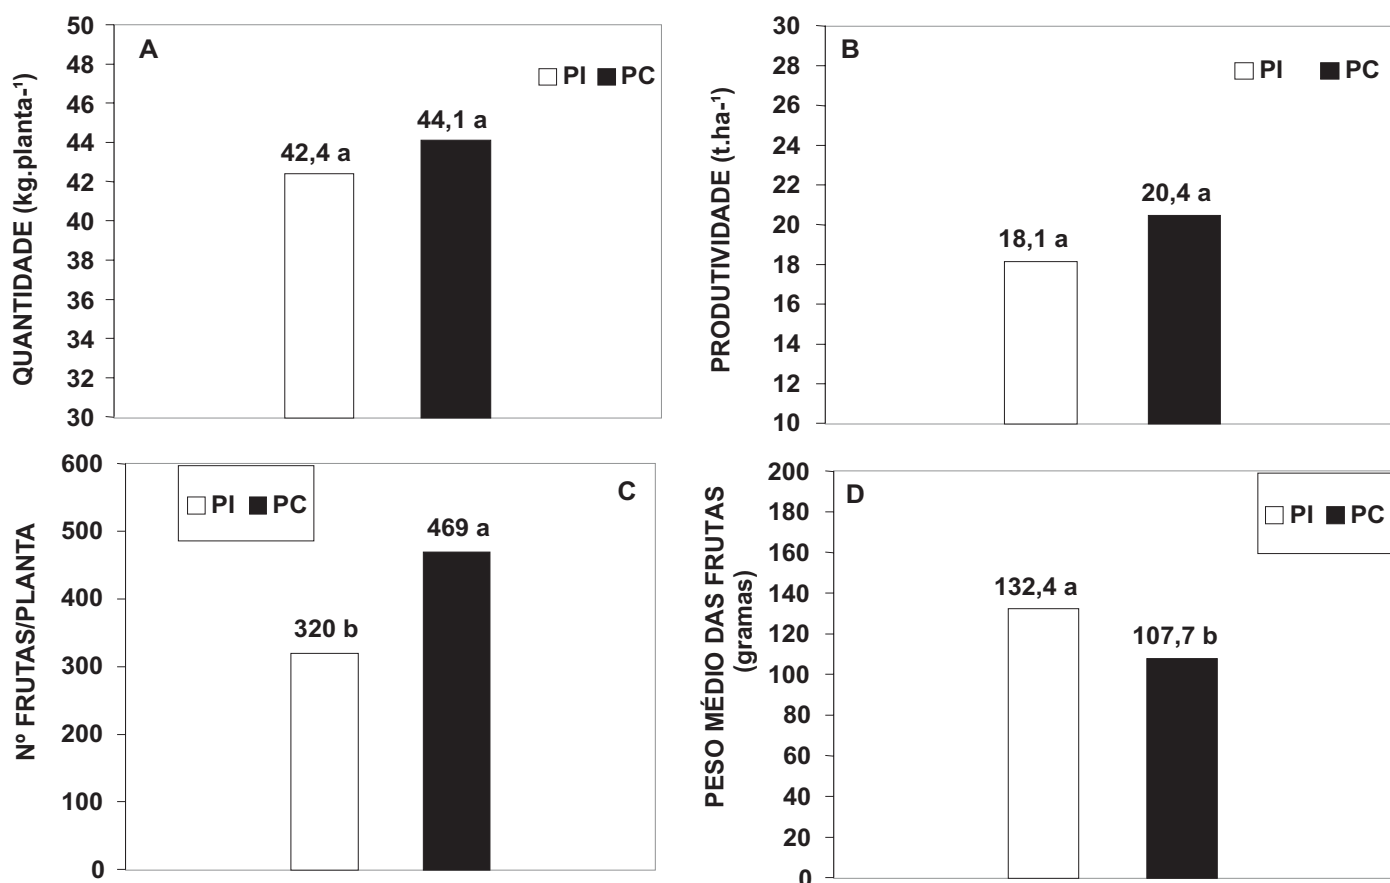 A
QUANTIDADE (kg.planta-¹)
50
48
46
44
42
40
38
36
34
32
30
PI PC
42,4 a
44,1 a
B
PRODUTIVIDADE (t.ha-¹)
30
28
26
24
22
20
18
16
14
12
10
PI PC
18,1 a
20,4 a
C
Nº FRUTAS/PLANTA
600
500
400
300
200
100
0
PI PC
320 b
469 a
D
PESO MÉDIO DAS FRUTAS
(gramas)
200
180
160
140
120
100
80
60
40
20
0
PI PC
132,4 a
107,7 b